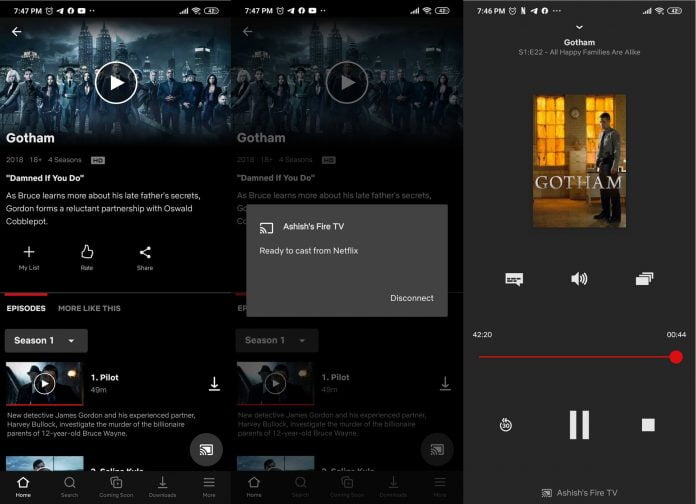 7:47 PM
42
Gotham
2018 18+ 4 Seasons HD
"Damned If You Do"
As Bruce learns more about his late father's secrets,
Gordon forms a reluctant partnership with Oswald
Cobblepot.
My List Rate Share
EPISODES MORE LIKE THIS
Season 1
1. Pilot
49m
New detective James Gordon and his experienced partner,
Harvey Bullock, investigate the murder of the billionaire
parents of 12-year-old Bruce Wayne.
2. Selina Kyle
Home Search Coming Soon Downloads More
7:47 PM
42
Gotham
2018 18+ 4 Seasons HD
"Damned If You Do"
As Bruce learns more about his late father's secrets,
Ashish's Fire TV
Ready to cast from Netflix
Disconnect
EPISODES MORE LIKE THIS
Season 1
1. Pilot
49m
New detective James Gordon and his experienced partner,
Harvey Bullock, investigate the murder of the billionaire
parents of 12-year-old Bruce Wayne.
2. Selina Kyle
Home Search Coming Soon Downloads More
7:46 PM
42
Gotham
S1:E22 - All Happy Families Are Alike
GOTHAM
42:20 00:44
30
Ashish's Fire TV